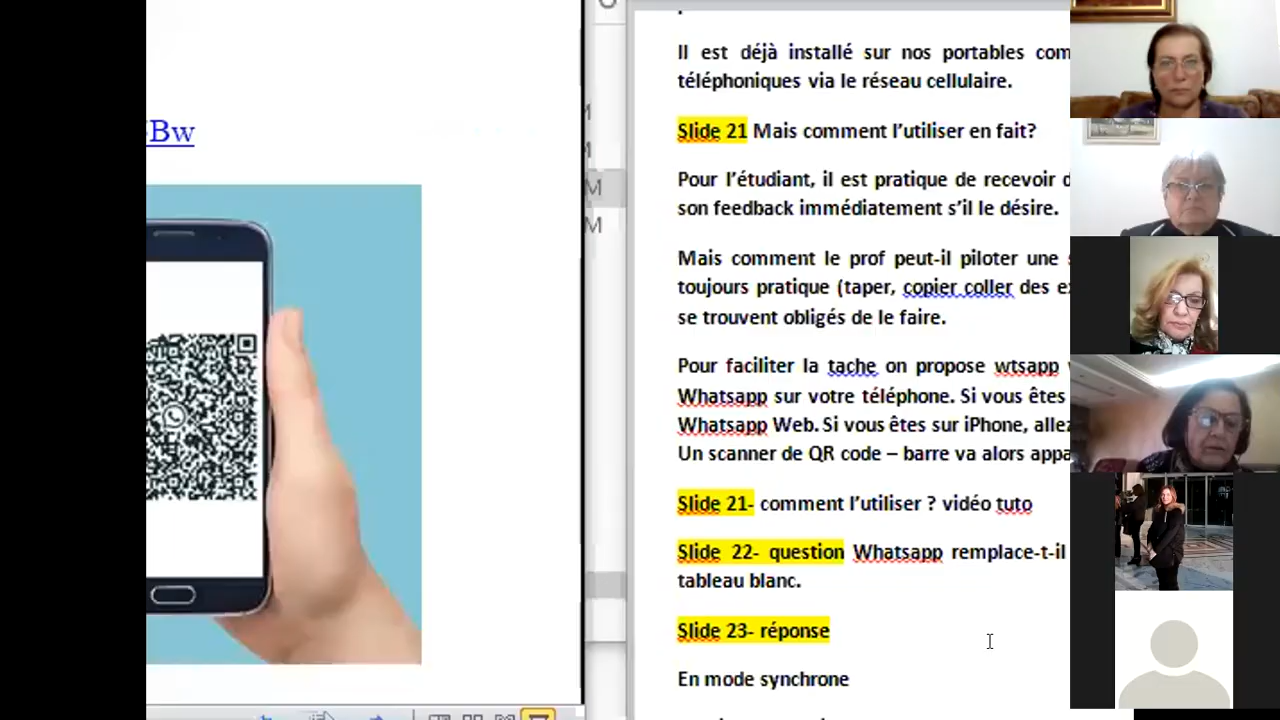 Bw
Il est déjà installé sur nos portables com
téléphoniques via le réseau cellulaire.
Slide 21 Mais comment l’utiliser en fait?
Pour l’étudiant, il est pratique de recevoir d
son feedback immédiatement s’il le désire.
Mais comment le prof peut-il piloter une s
toujours pratique (taper, copier coller des ex
se trouvent obligés de le faire.
Pour faciliter la tache on propose wtsapp
Whatsapp sur votre téléphone. Si vous êtes
Whatsapp Web. Si vous êtes sur iPhone, allez
Un scanner de QR code – barre va alors appa
Slide 21- comment l’utiliser ? vidéo tuto
Slide 22- question Whatsapp remplace-t-il
tableau blanc.
Slide 23- réponse
En mode synchrone